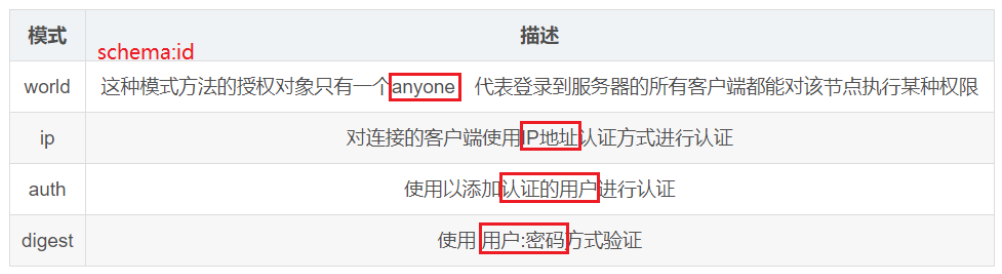 模式 描述
schema:id
world 这种模式方法的授权对象只有一个anyone 代表登录到服务器的所有客户端都能对该节点执行某种权限
ip 对连接的客户端使用IP地址认证方式进行认证
auth 使用以添加认证的用户进行认证
digest 使用 用户:密码方式验证